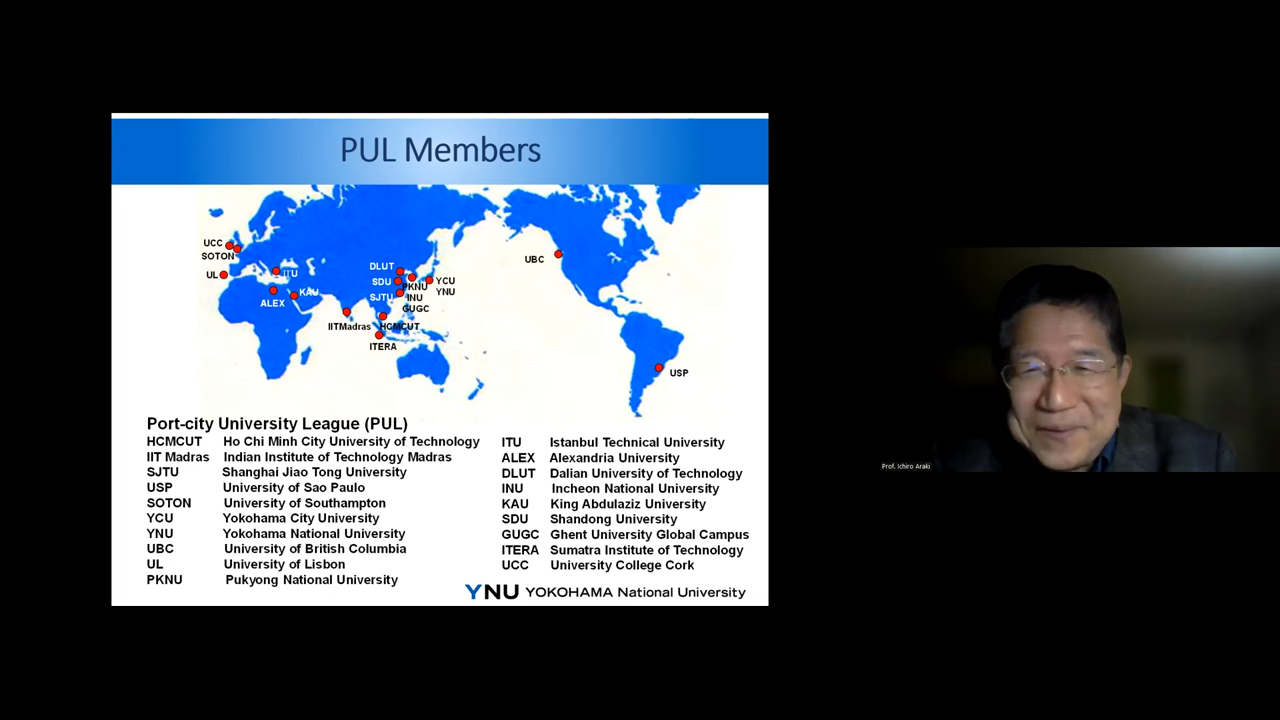 PUL Members
UCC
SOTON
UL
ITU
ALEX
KAU
IITMadras
DLUT
SDU
SJTU
PKNU
INU
GUGC
YCU
YNU
HCMCUT
ITERA
UBC
USP
Port-city University League (PUL)
HCMCUT Ho Chi Minh City University of Technology
IIT Madras Indian Institute of Technology Madras
SJTU Shanghai Jiao Tong University
USP University of Sao Paulo
SOTON University of Southampton
YCU Yokohama City University
YNU Yokohama National University
UBC University of British Columbia
UL University of Lisbon
PKNU Pukyong National University
ITU Istanbul Technical University
ALEX Alexandria University
DLUT Dalian University of Technology
INU Incheon National University
KAU King Abdulaziz University
SDU Shandong University
GUGC Ghent University Global Campus
ITERA Sumatra Institute of Technology
UCC University College Cork
YNU YOKOHAMA National University
Prof. Ichiro Araki